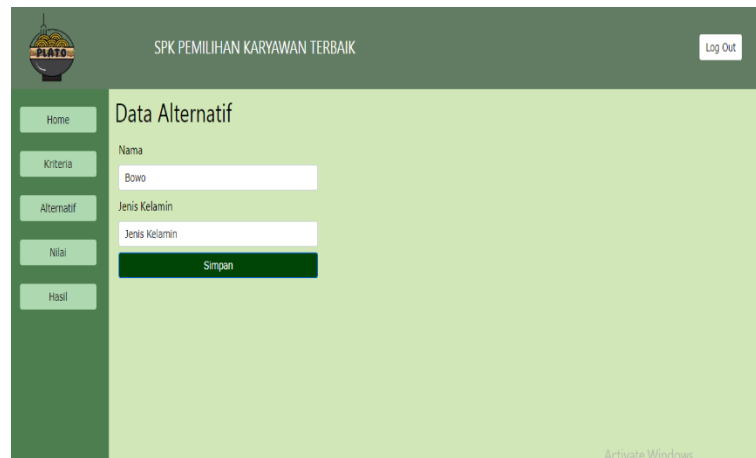 PLATO
SPK PEMILIHAN KARYAWAN TERBAIK
Log Out
Home
Kriteria
Alternatif
Nilai
Hasil
Data Alternatif
Nama
Bowo
Jenis Kelamin
Jenis Kelamin
Simpan
Activate Windows